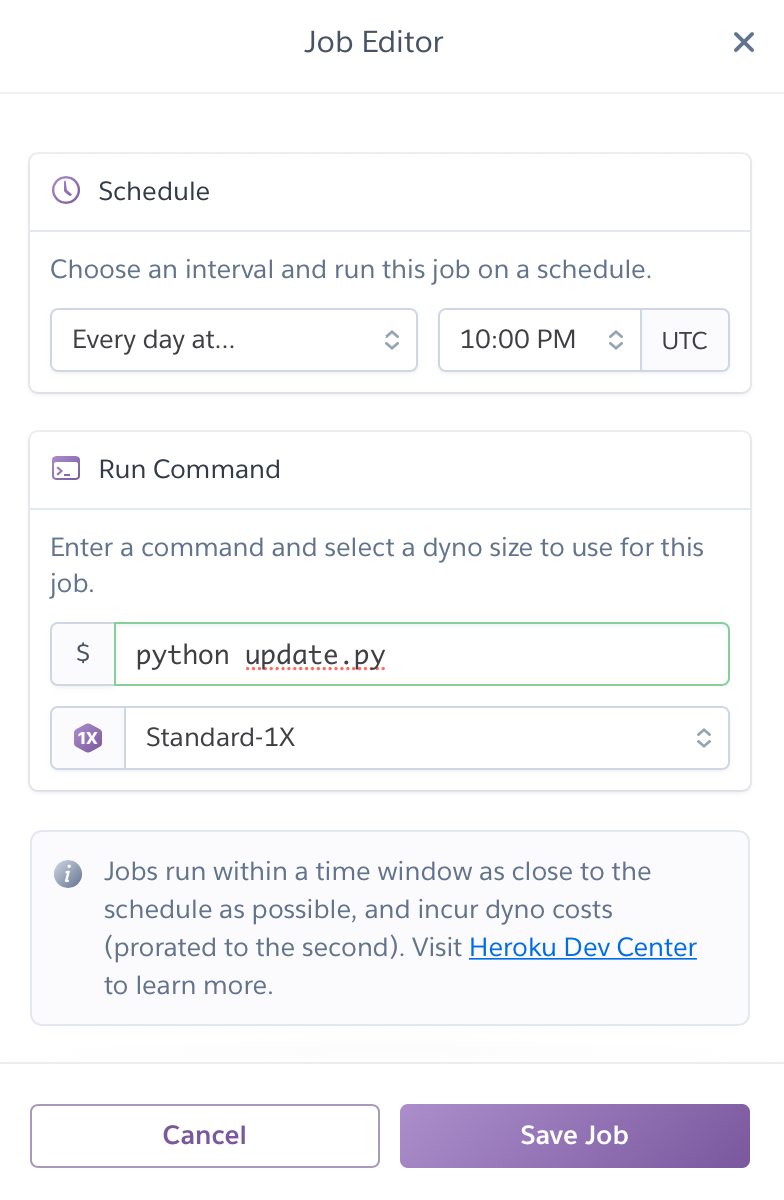 Job Editor
Schedule
Choose an interval and run this job on a schedule.
Every day at... 10:00 PM UTC
Run Command
Enter a command and select a dyno size to use for this
job.
$ python update.py
1X Standard-1X
i Jobs run within a time window as close to the
schedule as possible, and incur dyno costs
(prorated to the second). Visit Heroku Dev Center
to learn more.
Cancel Save Job